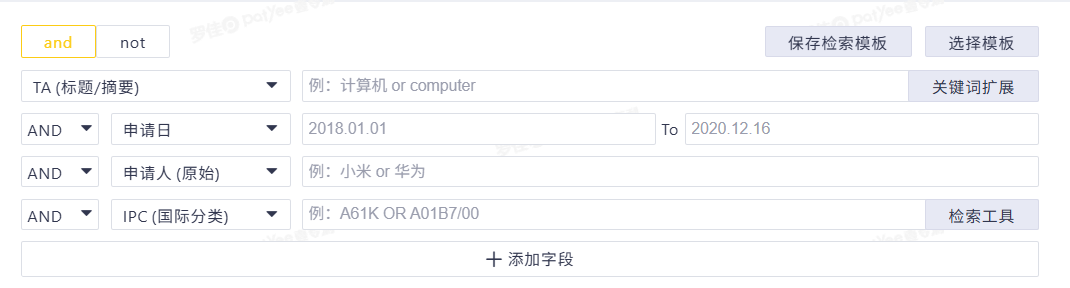 and not 保存检索模板 选择模板
TA (标题/摘要) 例：计算机 or computer 关键词扩展
AND 申请日 2018.01.01 To 2020.12.16
AND 申请人 (原始) 例：小米 or 华为
AND IPC (国际分类) 例：A61K OR A01B7/00 检索工具
添加字段